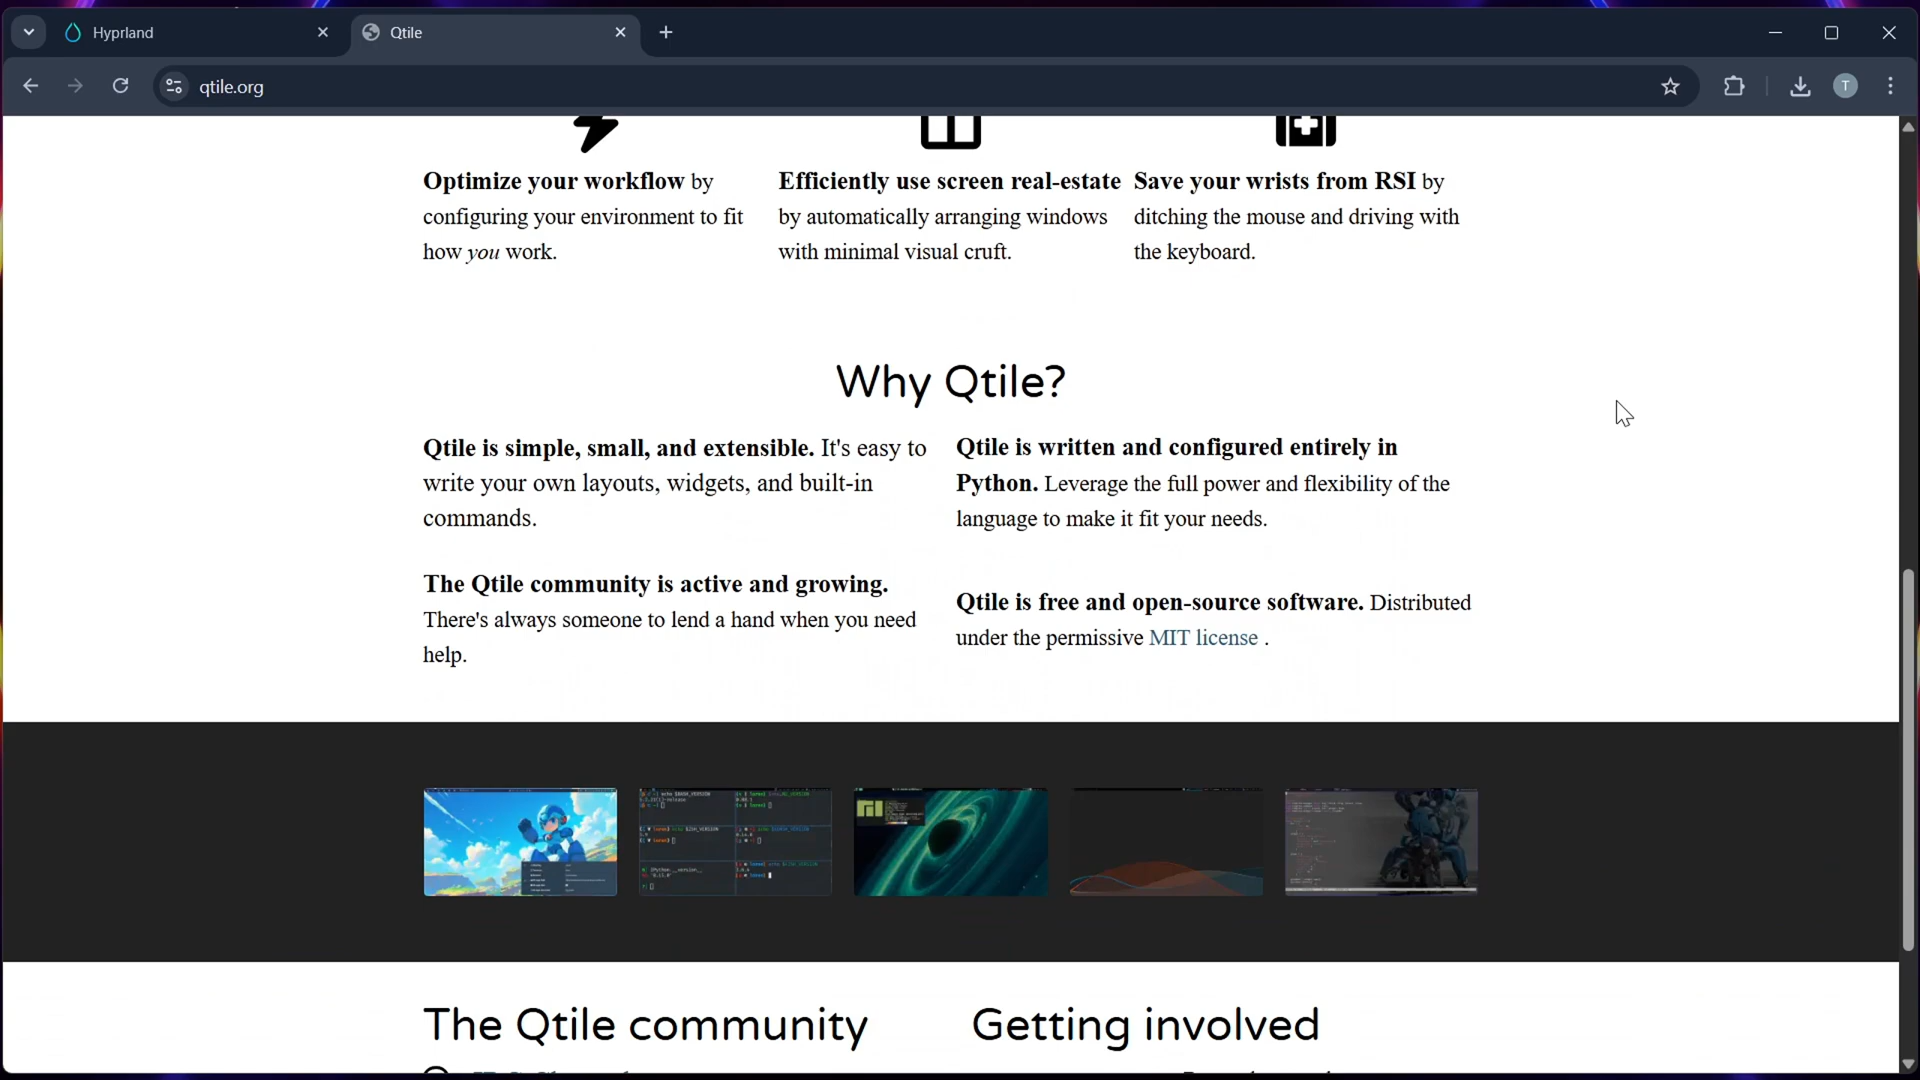 Hyprland
Qtile
qtile.org
T
Optimize your workflow by
configuring your environment to fit
how you work.
Efficiently use screen real-estate
by automatically arranging windows
with minimal visual cruft.
Save your wrists from RSI by
ditching the mouse and driving with
the keyboard.
Why Qtile?
Qtile is simple, small, and extensible. It's easy to
write your own layouts, widgets, and built-in
commands.
Qtile is written and configured entirely in
Python. Leverage the full power and flexibility of the
language to make it fit your needs.
The Qtile community is active and growing.
There's always someone to lend a hand when you need
help.
Qtile is free and open-source software. Distributed
under the permissive MIT license .
The Qtile community
Getting involved